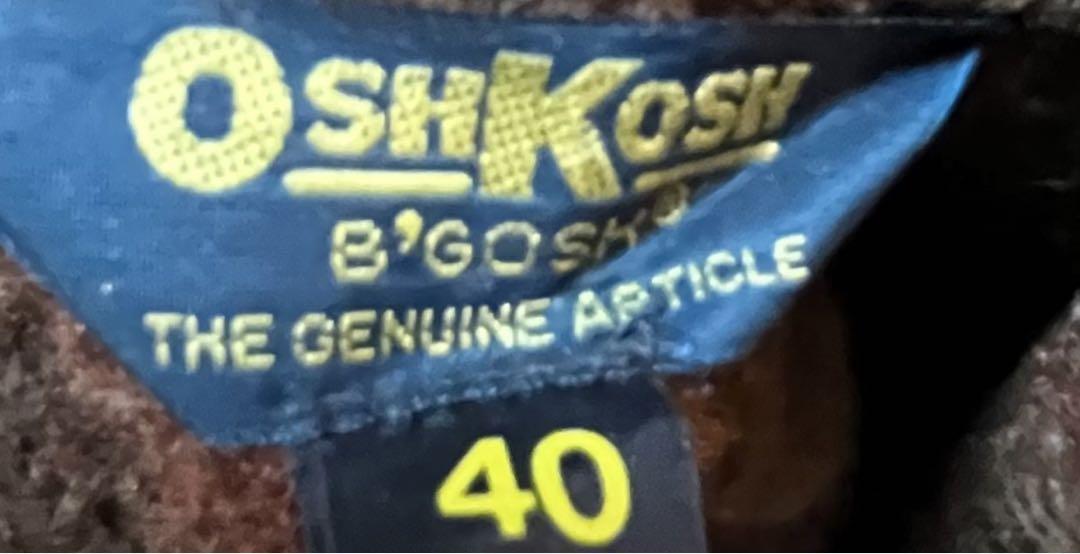 OSHKOSH
B'GOSH®
THE GENUINE ARTICLE
40